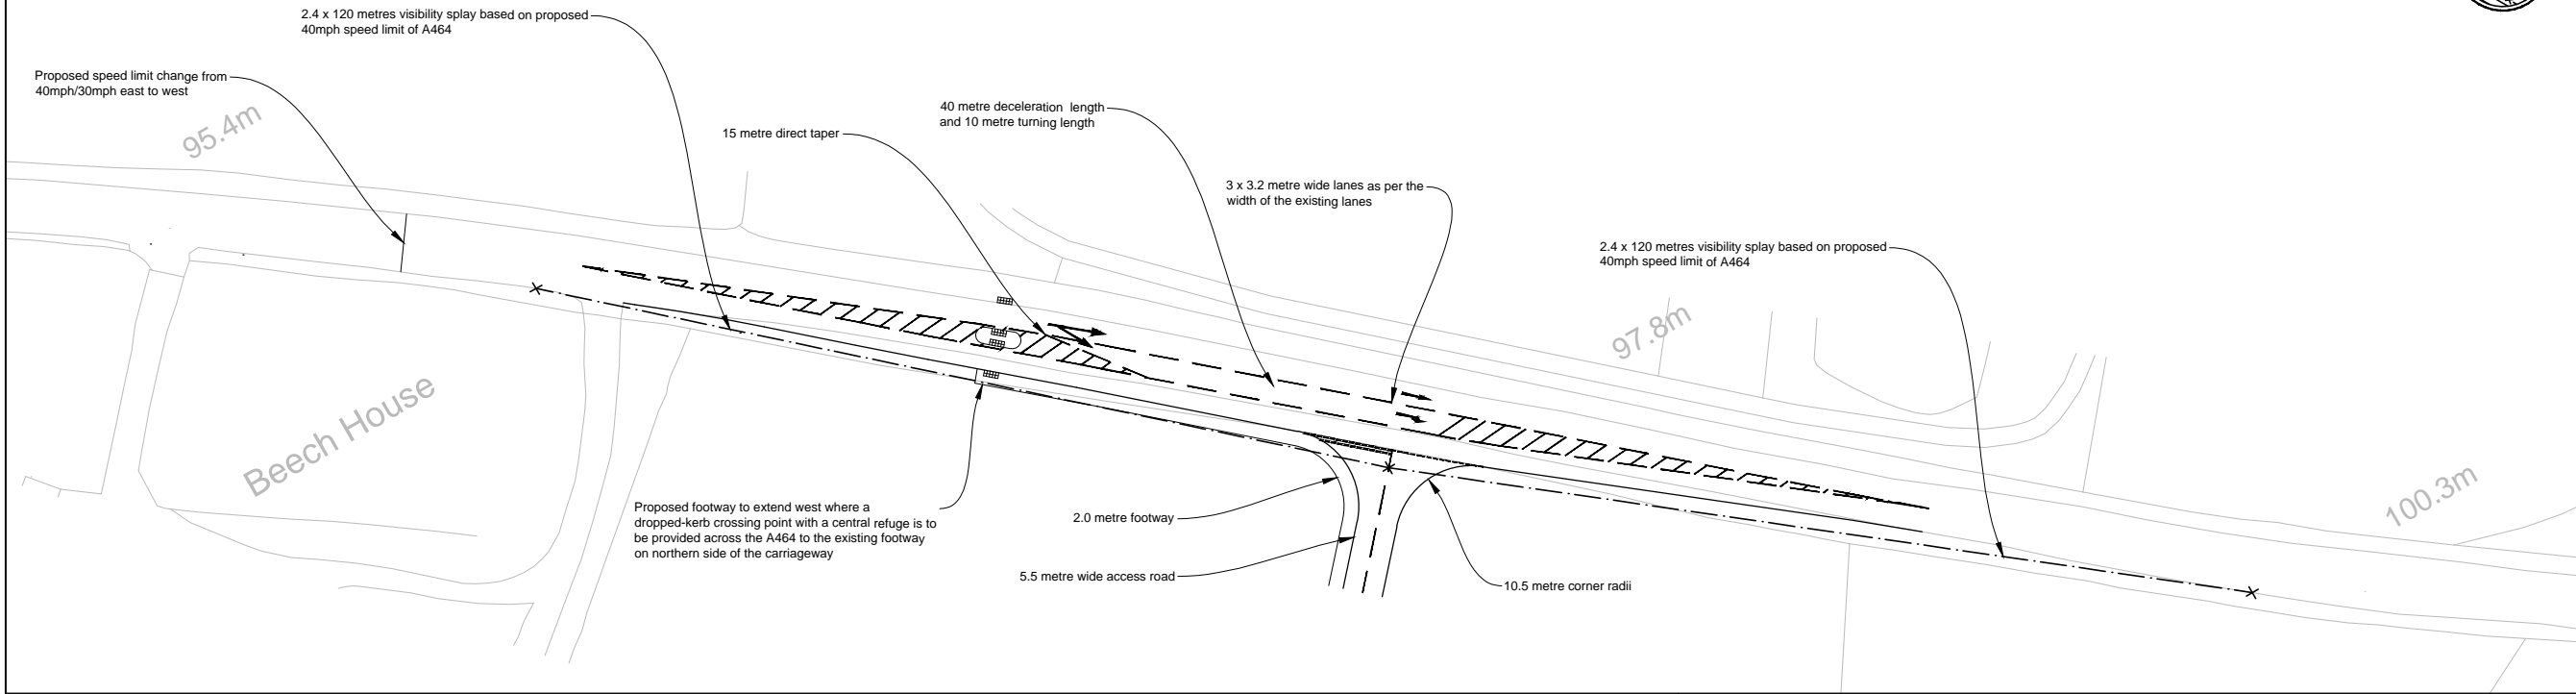 2.4 x 120 metres visibility splay based on proposed
40mph speed limit of A464
Proposed speed limit change from
40mph/30mph east to west
95.4m
15 metre direct taper
40 metre deceleration length
and 10 metre turning length
3 x 3.2 metre wide lanes as per the
width of the existing lanes
2.4 x 120 metres visibility splay based on proposed
40mph speed limit of A464
97.8m
Beech House
100.3m
Proposed footway to extend west where a
dropped-kerb crossing point with a central refuge is to
be provided across the A464 to the existing footway
on northern side of the carriageway
2.0 metre footway
5.5 metre wide access road
10.5 metre corner radii